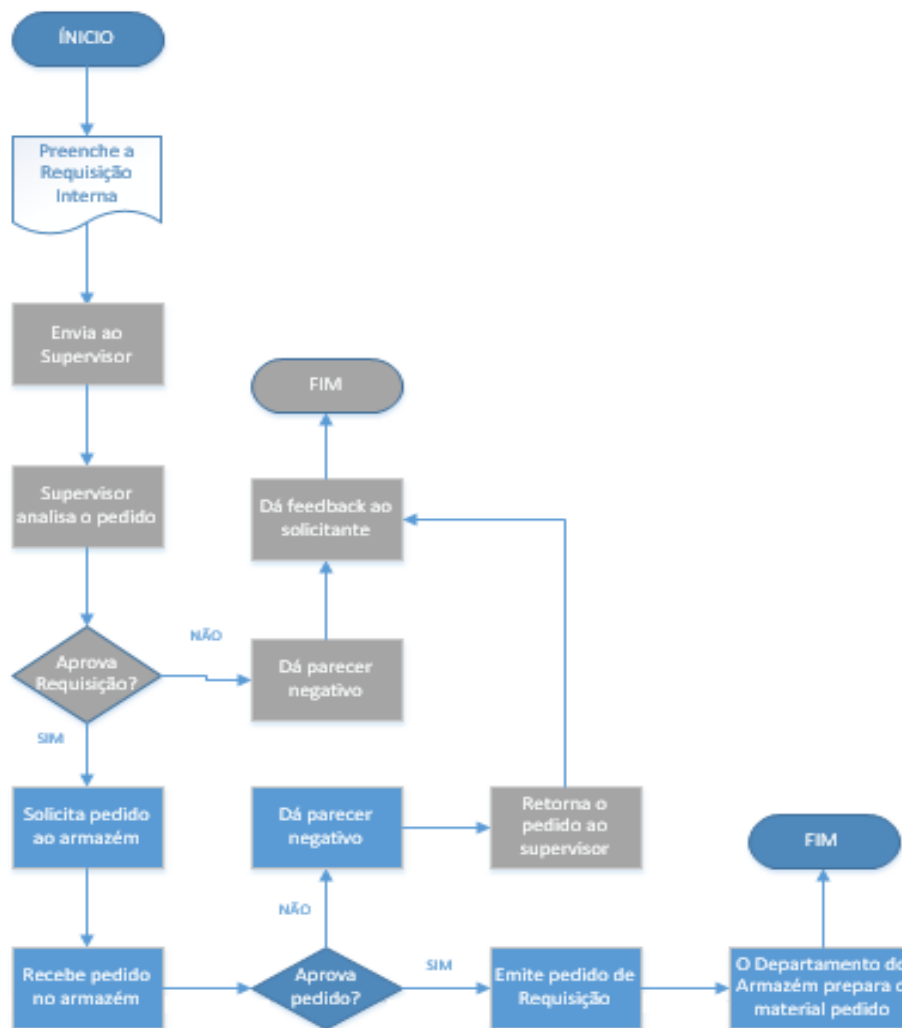 ÍNICIO
Preenche a
Requisição
Interna
Envia ao
Supervisor
FIM
Supervisor
analisa o pedido
Dá feedback ao
solicitante
NÃO
Aprova
Requisição?
Dá parecer
negativo
SIM
Solicita pedido
ao armazém
Dá parecer
negativo
Retorna o
pedido ao
supervisor
FIM
NÃO
Recebe pedido
no armazém
Aprova
pedido?
SIM
Emite pedido de
Requisição
O Departamento do
Armazém prepara o
material pedido